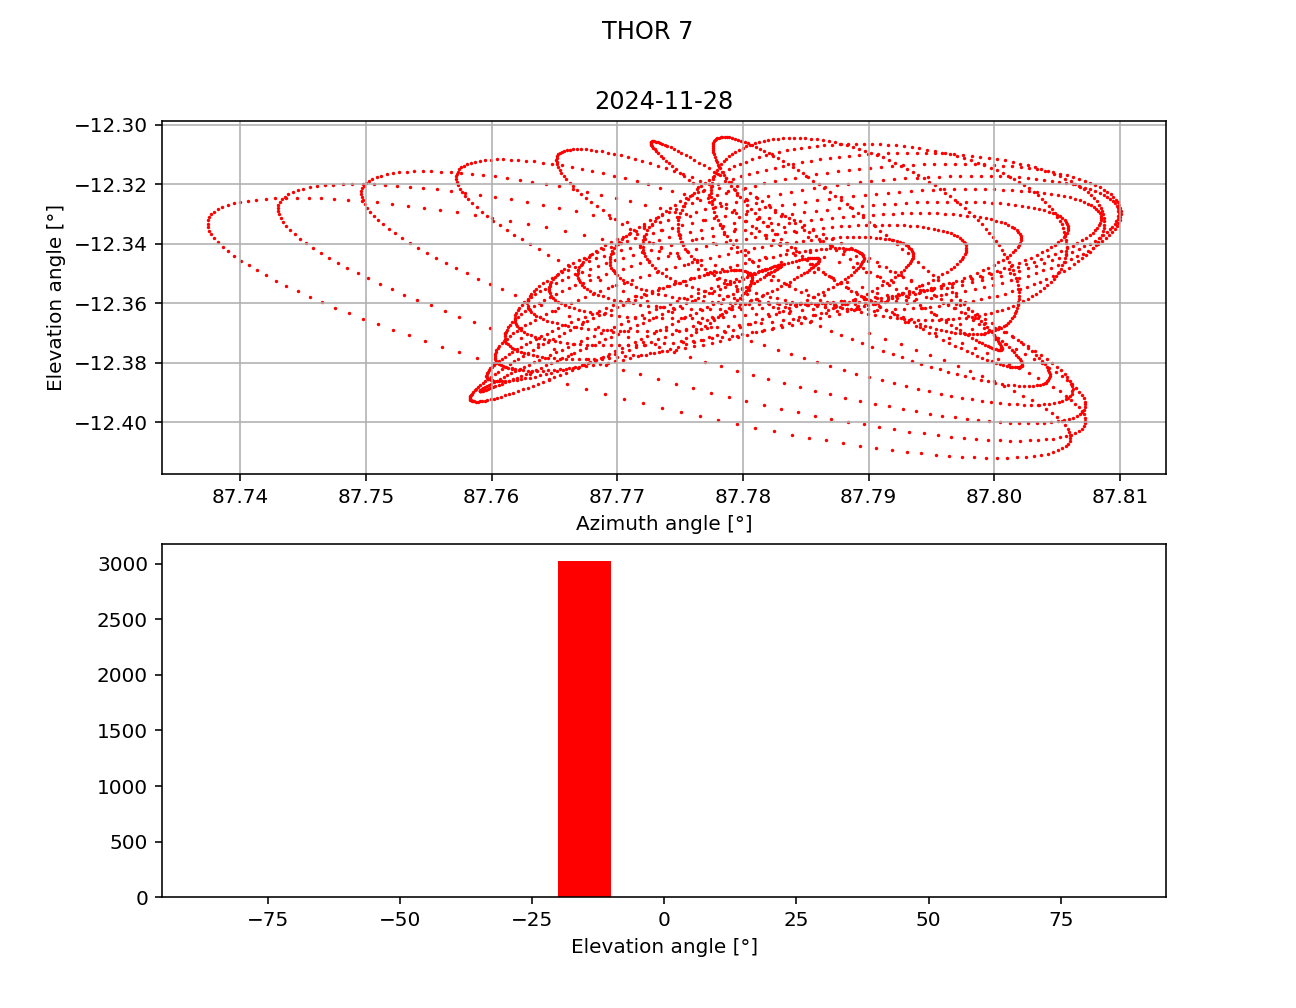 THOR 7
2024-11-28
−12.30
−12.32
−12.34
−12.36
−12.38
−12.40
Elevation angle [°]
87.74 87.75 87.76 87.77 87.78 87.79 87.80 87.81
Azimuth angle [°]
3000
2500
2000
1500
1000
500
0
−75 −50 −25 0 25 50 75
Elevation angle [°]